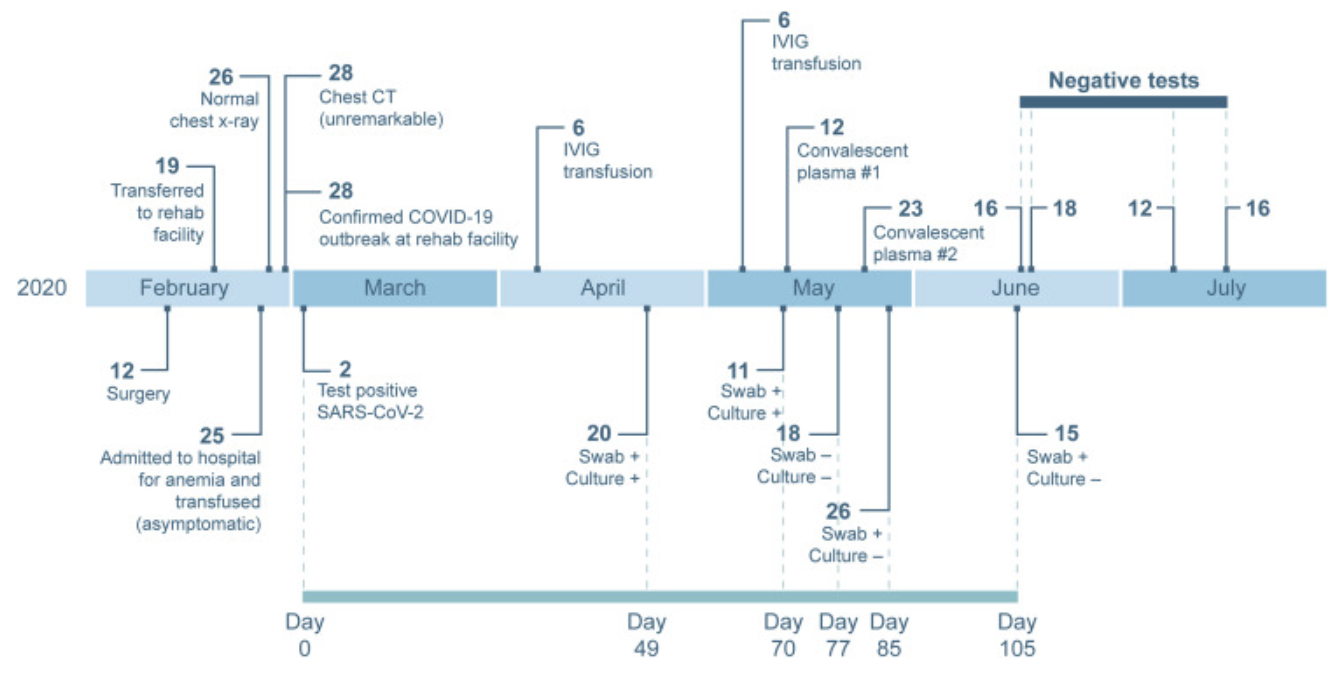 6
IVIG
transfusion
26
Normal
chest x-ray
28
Chest CT
(unremarkable)
Negative tests
6
IVIG
transfusion
12
Convalescent
plasma #1
19
Transferred
to rehab
facility
28
Confirmed COVID-19
outbreak at rehab facility
23
Convalescent
plasma #2
16
18
12
16
2020
February
March
April
May
June
July
12
Surgery
2
Test positive
SARS-CoV-2
11
Swab +
Culture +
25
Admitted to hospital
for anemia and
transfused
(asymptomatic)
20
Swab +
Culture +
18
Swab –
Culture –
15
Swab +
Culture –
26
Swab +
Culture –
Day
0
Day
49
Day
70
Day
77
Day
85
Day
105